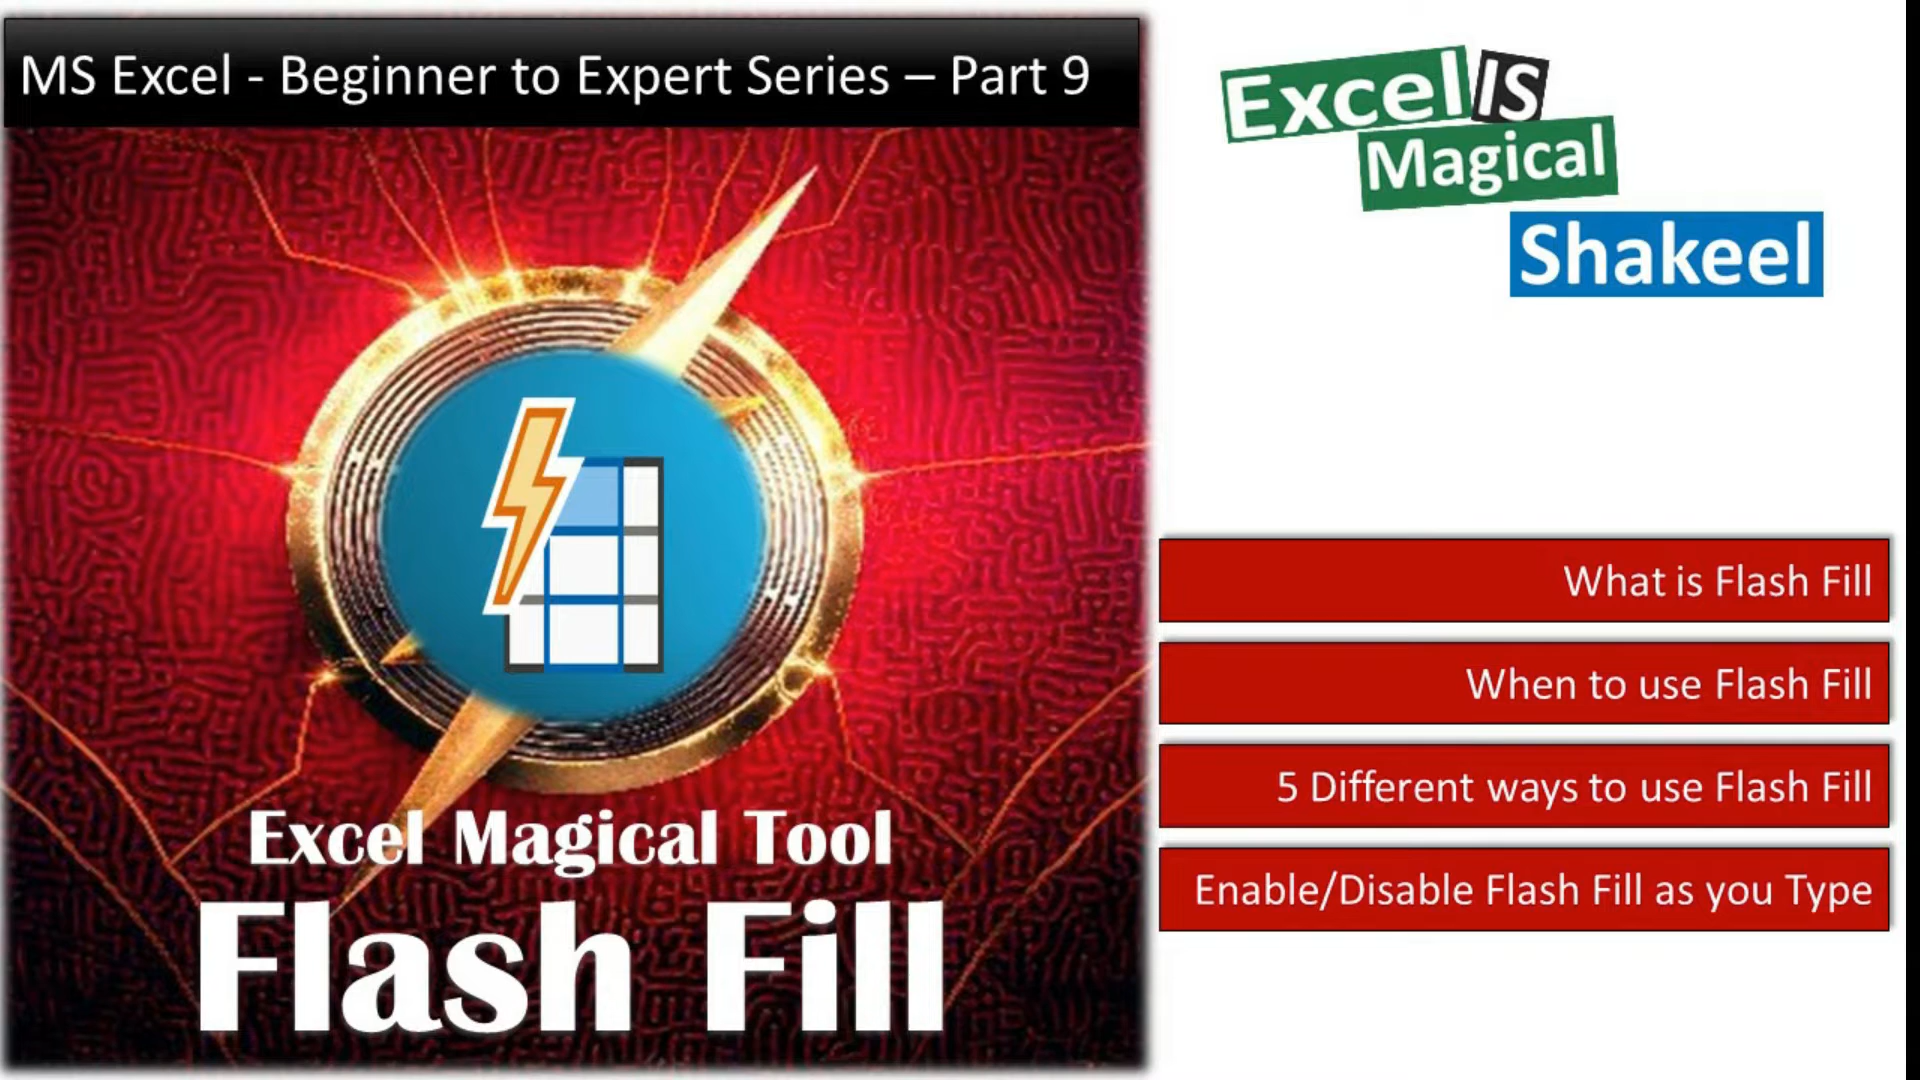 MS Excel - Beginner to Expert Series – Part 9
Excel IS
Magical
Shakeel
What is Flash Fill
When to use Flash Fill
5 Different ways to use Flash Fill
Enable/Disable Flash Fill as you Type
Excel Magical Tool
Flash Fill